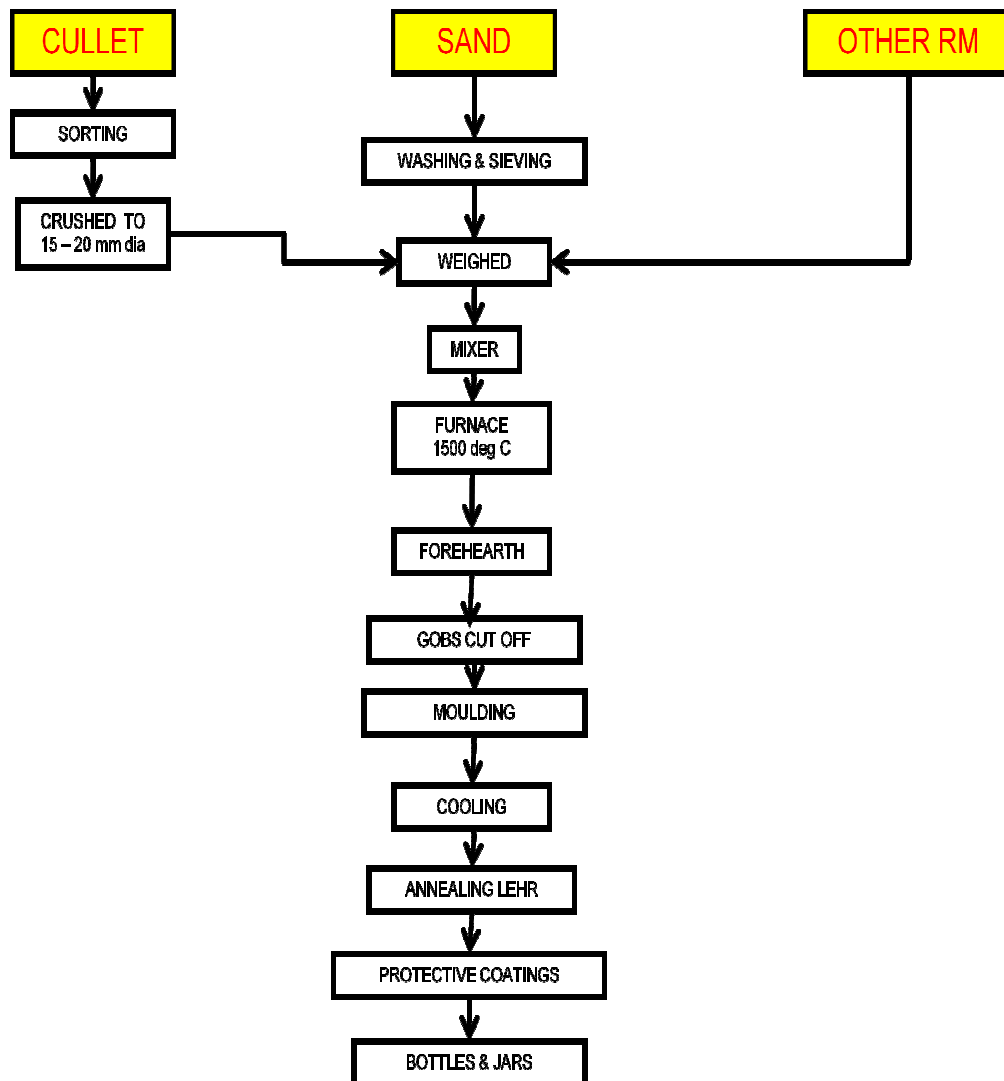 CULLET
SAND
OTHER RM
SORTING
WASHING & SIEVING
CRUSHED TO
15 – 20 mm dia
WEIGHED
MIXER
FURNACE
1500 deg C
FOREHEARTH
GOBS CUT OFF
MOULDING
COOLING
ANNEALING LEHR
PROTECTIVE COATINGS
BOTTLES & JARS